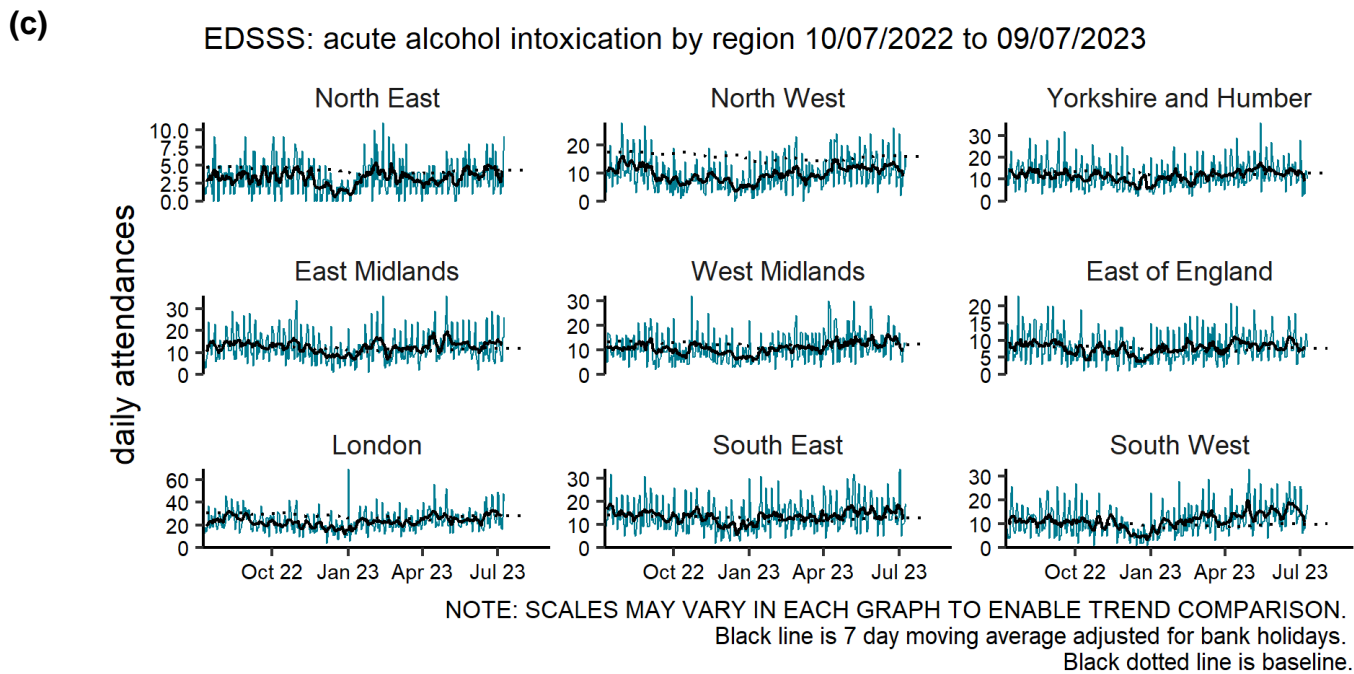 (c)
EDSSS: acute alcohol intoxication by region 10/07/2022 to 09/07/2023
North East
North West
Yorkshire and Humber
10.0
7.5
5.0
2.5
0.0
20
10
0
30
20
10
0
East Midlands
West Midlands
East of England
30
20
10
0
30
20
10
0
20
15
10
5
0
daily attendances
London
South East
South West
60
40
20
0
30
20
10
0
30
20
10
0
Oct 22 Jan 23 Apr 23 Jul 23
Oct 22 Jan 23 Apr 23 Jul 23
Oct 22 Jan 23 Apr 23 Jul 23
NOTE: SCALES MAY VARY IN EACH GRAPH TO ENABLE TREND COMPARISON.
Black line is 7 day moving average adjusted for bank holidays.
Black dotted line is baseline.